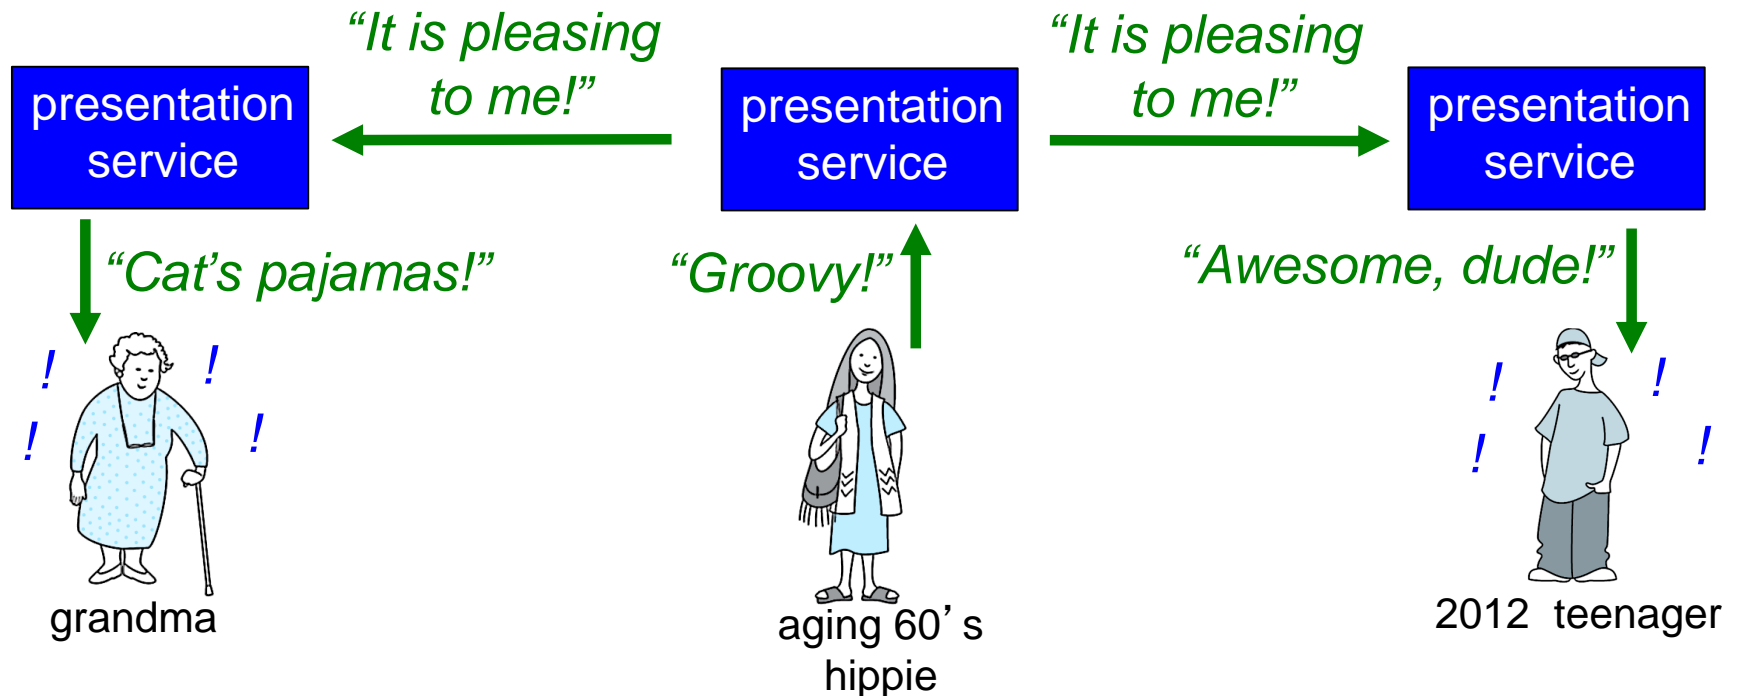 “It is pleasing
to me!”
“It is pleasing
to me!”
presentation
service
presentation
service
presentation
service
“Cat’s pajamas!”
“Groovy!”
“Awesome, dude!”
!
!
!
!
!
!
!
!
grandma
aging 60’s
hippie
2012 teenager